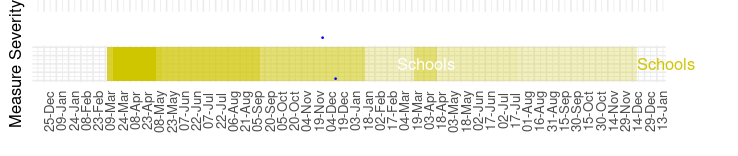 Measure Severity
Schools
Schools
25-Dec
09-Jan
24-Jan
08-Feb
23-Feb
09-Mar
24-Mar
08-Apr
23-Apr
08-May
23-May
07-Jun
22-Jun
07-Jul
22-Jul
06-Aug
21-Aug
05-Sep
20-Sep
05-Oct
20-Oct
04-Nov
19-Nov
04-Dec
19-Dec
03-Jan
18-Jan
02-Feb
17-Feb
04-Mar
19-Mar
03-Apr
18-Apr
03-May
18-May
02-Jun
17-Jun
02-Jul
17-Jul
01-Aug
16-Aug
31-Aug
15-Sep
30-Sep
15-Oct
30-Oct
14-Nov
29-Nov
14-Dec
29-Dec
13-Jan